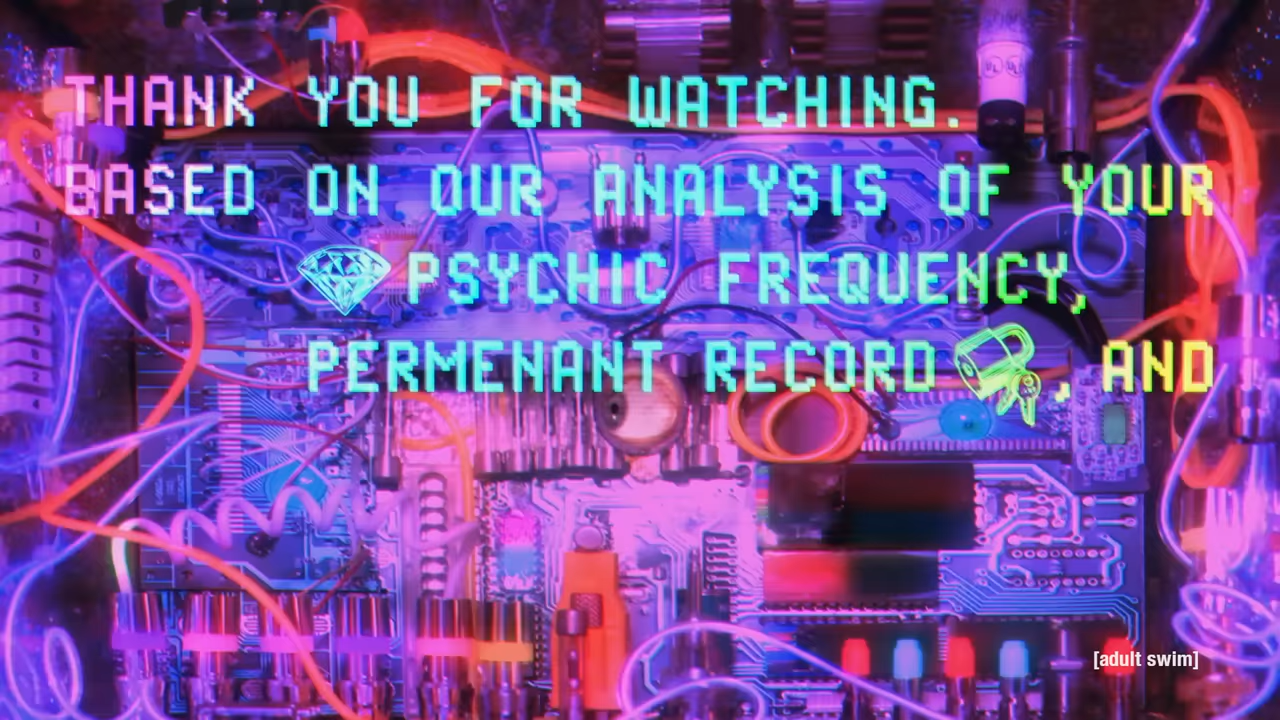 THANK YOU FOR WATCHING.
BASED ON OUR ANALYSIS OF YOUR
PSYCHIC FREQUENCY,
PERMENANT RECORD, AND
[adult swim]